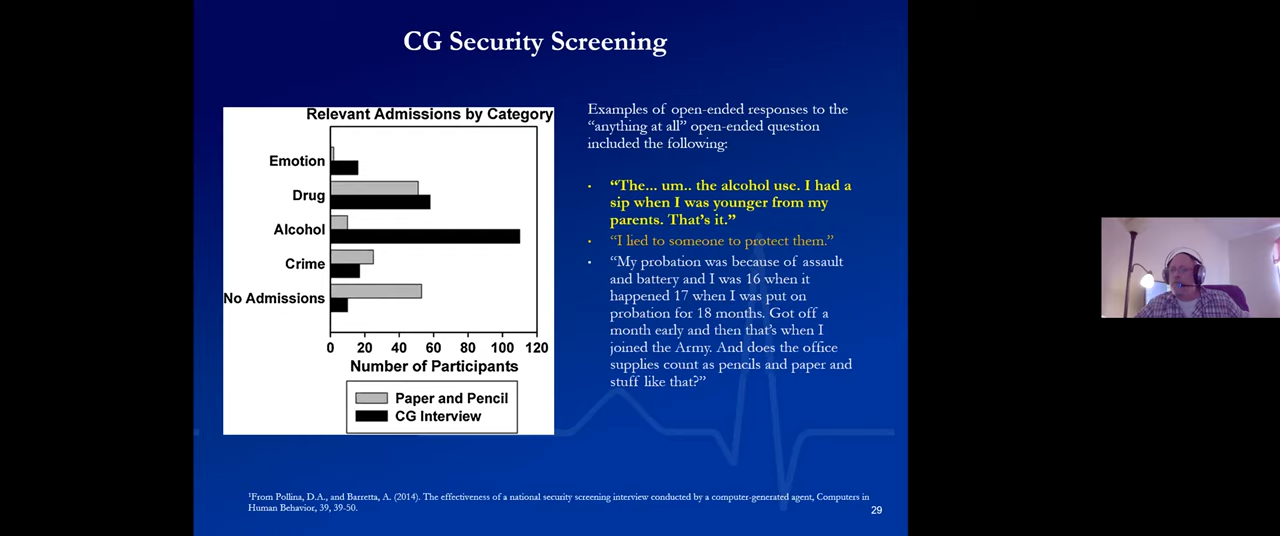 CG Security Screening
Relevant Admissions by Category
Emotion
Drug
Alcohol
Crime
No Admissions
0 20 40 60 80 100 120
Number of Participants
Paper and Pencil
CG Interview
Examples of open-ended responses to the
“anything at all” open-ended question
included the following:
• “The... um.. the alcohol use. I had a
sip when I was younger from my
parents. That’s it.”
• “I lied to someone to protect them.”
• “My probation was because of assault
and battery and I was 16 when it
happened 17 when I was put on
probation for 18 months. Got off a
month early and then that’s when I
joined the Army. And does the office
supplies count as pencils and paper and
stuff like that?”
¹From Pollina, D.A., and Barretta, A. (2014). The effectiveness of a national security screening interview conducted by a computer-generated agent, Computers in
Human Behavior, 39, 39-50.
29